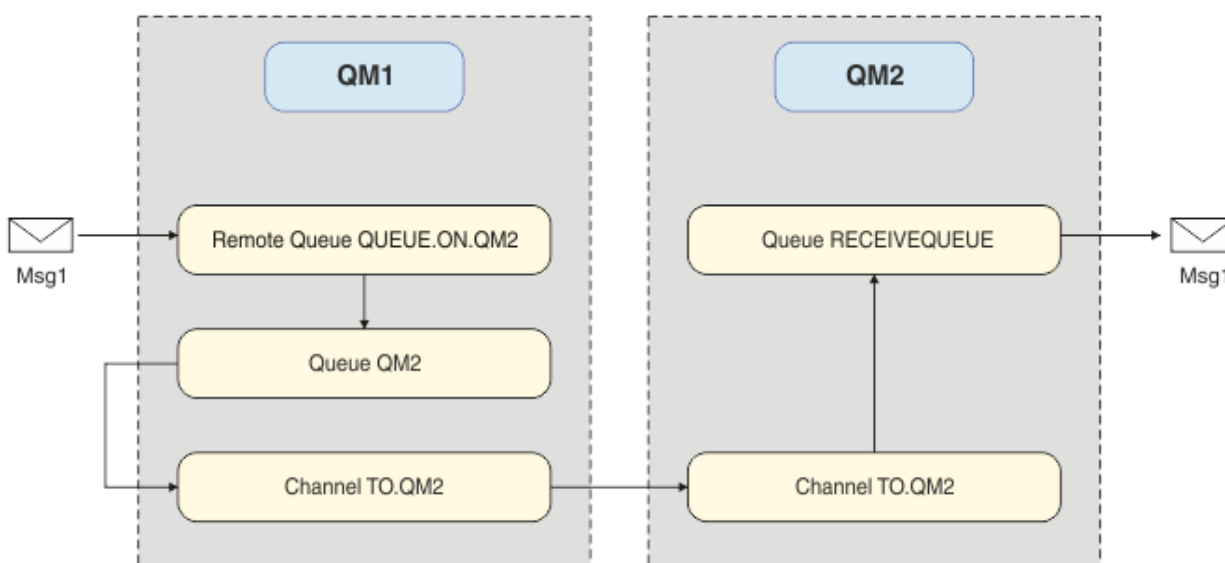 QM1
QM2
Msg1
Remote Queue QUEUE.ON.QM2
Queue QM2
Channel TO.QM2
Queue RECEIVEQUEUE
Channel TO.QM2
Msg1